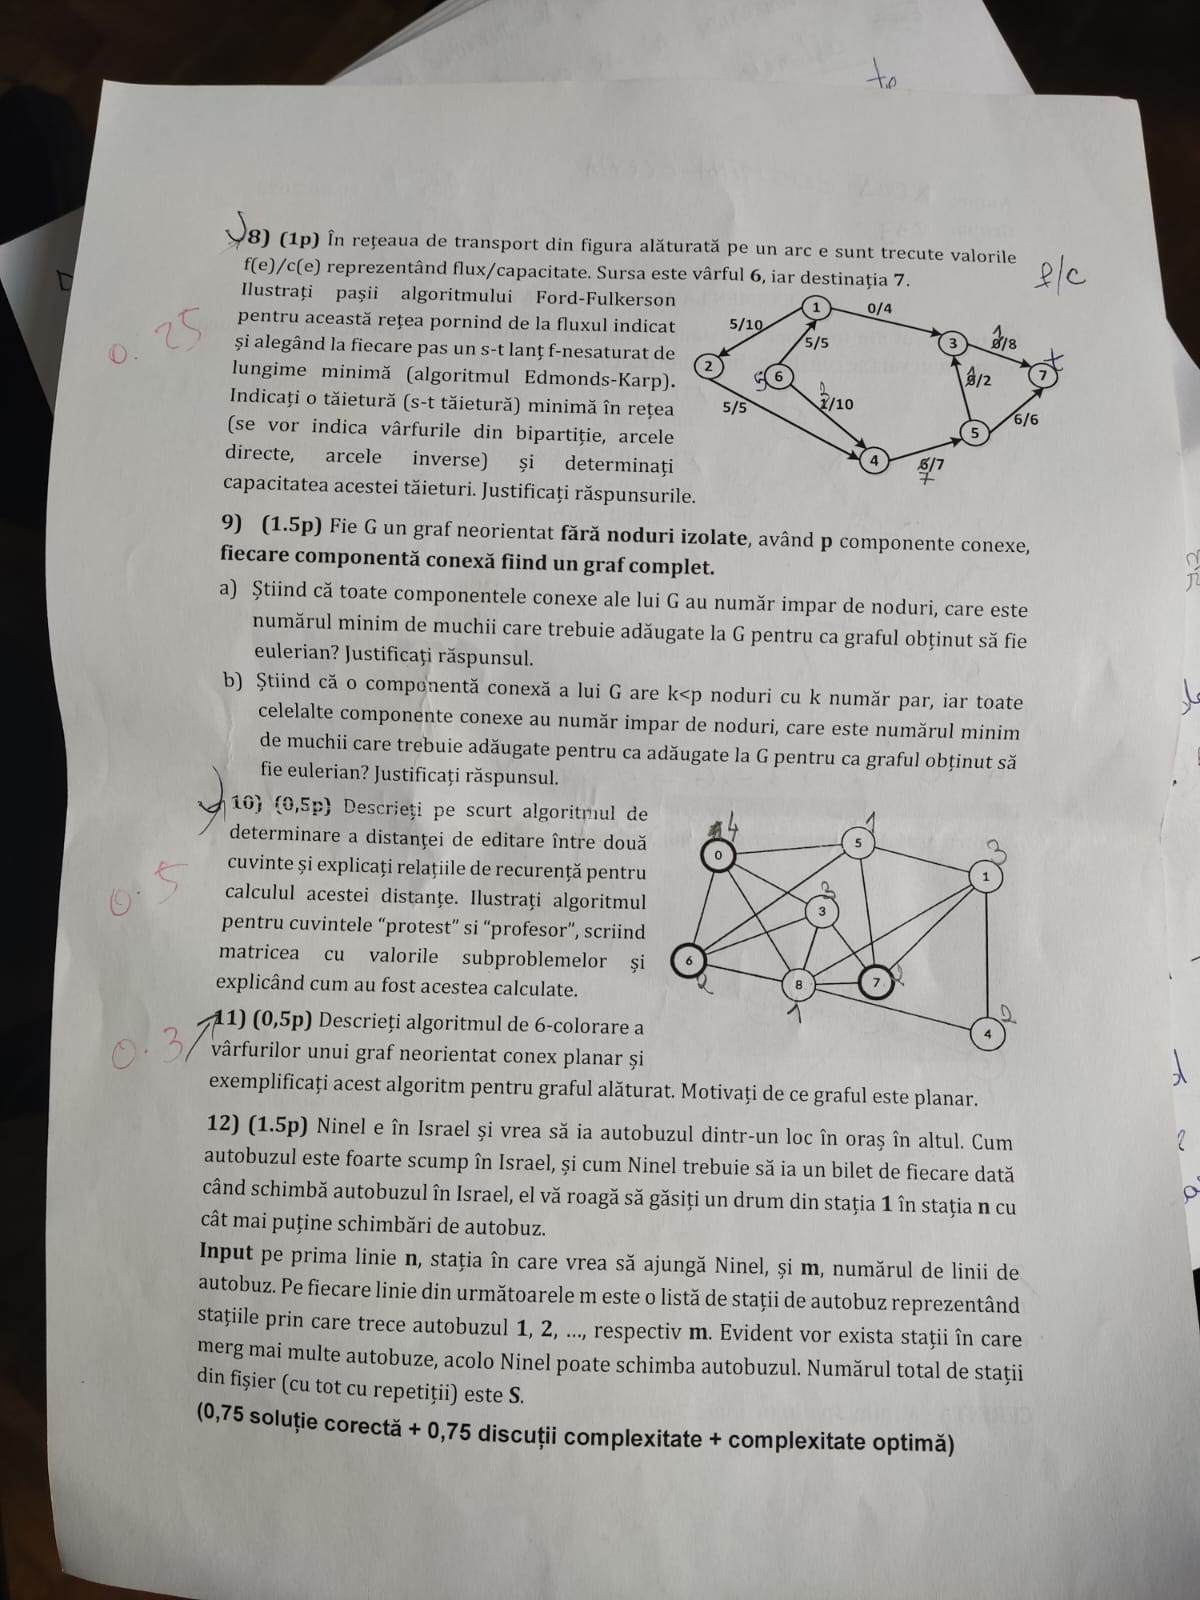 to
8) (1p) În rețeaua de transport din figura alăturată pe un arc e sunt trecute valorile
f(e)/c(e) reprezentând flux/capacitate. Sursa este vârful 6, iar destinația 7.
f/c
Ilustrați pașii algoritmului Ford-Fulkerson
pentru această rețea pornind de la fluxul indicat
și alegând la fiecare pas un s-t lanț f-nesaturat de
lungime minimă (algoritmul Edmonds-Karp).
Indicați o tăietură (s-t tăietură) minimă în rețea
(se vor indica vârfurile din bipartiție, arcele
directe, arcele inverse) și determinați
capacitatea acestei tăieturi. Justificați răspunsurile.
0.25
1
0/4
5/10
5/5
3
1
/8
t
2
S
6
1
/2
7
2
1/10
5/5
6/6
5
4
6/7
7
9) (1.5p) Fie G un graf neorientat fără noduri izolate, având p componente conexe,
fiecare componentă conexă fiind un graf complet.
a) Știind că toate componentele conexe ale lui G au număr impar de noduri, care este
numărul minim de muchii care trebuie adăugate la G pentru ca graful obținut să fie
eulerian? Justificați răspunsul.
b) Știind că o componentă conexă a lui G are k<p noduri cu k număr par, iar toate
celelalte componente conexe au număr impar de noduri, care este numărul minim
de muchii care trebuie adăugate pentru ca adăugate la G pentru ca graful obținut să
fie eulerian? Justificați răspunsul.
10) (0,5p) Descrieți pe scurt algoritmul de
determinare a distanței de editare între două
cuvinte și explicați relațiile de recurență pentru
calculul acestei distanțe. Ilustrați algoritmul
pentru cuvintele “protest” si “profesor”, scriind
matricea cu valorile subproblemelor și
explicând cum au fost acestea calculate.
0.5
4
0
1
5
3
1
3
3
6
2
8
1
7
2
2
4
11) (0,5p) Descrieți algoritmul de 6-colorare a
vârfurilor unui graf neorientat conex planar și
exemplificați acest algoritm pentru graful alăturat. Motivați de ce graful este planar.
0.3
12) (1.5p) Ninel e în Israel și vrea să ia autobuzul dintr-un loc în oraș în altul. Cum
autobuzul este foarte scump în Israel, și cum Ninel trebuie să ia un bilet de fiecare dată
când schimbă autobuzul în Israel, el vă roagă să găsiți un drum din stația 1 în stația n cu
cât mai puține schimbări de autobuz.
Input pe prima linie n, stația în care vrea să ajungă Ninel, și m, numărul de linii de
autobuz. Pe fiecare linie din următoarele m este o listă de stații de autobuz reprezentând
stațiile prin care trece autobuzul 1, 2, ..., respectiv m. Evident vor exista stații în care
merg mai multe autobuze, acolo Ninel poate schimba autobuzul. Numărul total de stații
din fișier (cu tot cu repetiții) este S.
(0,75 soluție corectă + 0,75 discuții complexitate + complexitate optimă)